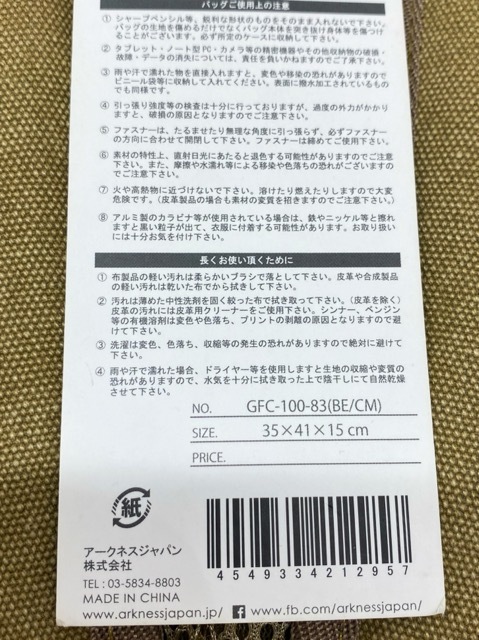 バッグご使用上の注意
① シャープペンシル等、鋭利な形状のものをそのまま入れないで下さい。
バッグの生地を傷めるだけでなくバッグ本体を突き抜け身体等を傷つけ
ることがございます。必ず所定のケースに収納して下さい。
② タブレット・ノート型PC・カメラ等の精密機器やその他収納物の破損・
故障・データの消失については、責任を負いかねますのでご了承下さい。
③ 雨や汗で濡れた物を直接入れますと、変色や移染の恐れがありますので
ビニール袋等に収納して入れてください。表面に撥水加工されているも
のでも同様です。
④ 引っ張り強度等の検査は十分に行っておりますが、過度の外力がかかり
ますと、破損の原因となりますのでご注意下さい。
⑤ ファスナーは、たるませたり無理な角度に引っ張らず、必ずファスナー
の方向に合わせて開閉して下さい。ファスナーは締めてご使用下さい。
⑥ 素材の特性上、直射日光にあたると退色する可能性がありますのでご注意
下さい。また、摩擦や水濡れ等による移染や色落ちの恐れがございます
のでご注意下さい。
⑦ 火や高熱物に近づけないで下さい。溶けたり燃えたりしますので大変
危険です。(皮革製品の場合も素材の変質を招きますのでご注意下さい)
⑧ アルミ製のカラビナ等が使用されている場合は、鉄やニッケル等と擦れ
ますと黒い粒子が出て、衣服に付着する可能性があります。お取り扱い
には十分お気を付け下さい。
長くお使い頂くために
① 布製品の軽い汚れは柔らかいブラシで落として下さい。皮革や合成製品
の軽い汚れは乾いた布でから拭きして下さい。
② 汚れは薄めた中性洗剤を固く絞った布で拭き取って下さい。(皮革を除く)
皮革の汚れには皮革用クリーナーをご使用下さい。シンナー、ベンジン
等の有機溶剤は変色や色落ち、プリントの剥離の原因となりますので避
けて下さい。
③ 洗濯は変色、色落ち、収縮等の発生の恐れがありますので絶対に避けて
下さい。
④ 雨や汗で濡れた場合、ドライヤー等を使用しますと生地の収縮や変質の
恐れがありますので、水気を十分に拭き取った上で陰干しにて自然乾燥
させて下さい。
NO. GFC-100-83(BE/CM)
SIZE. 35×41×15 cm
PRICE.
紙
アークネスジャパン
株式会社
TEL : 03-5834-8803
MADE IN CHINA
www.arknessjapan.jp/
4549334212957
f www.fb.com/arknessjapan/